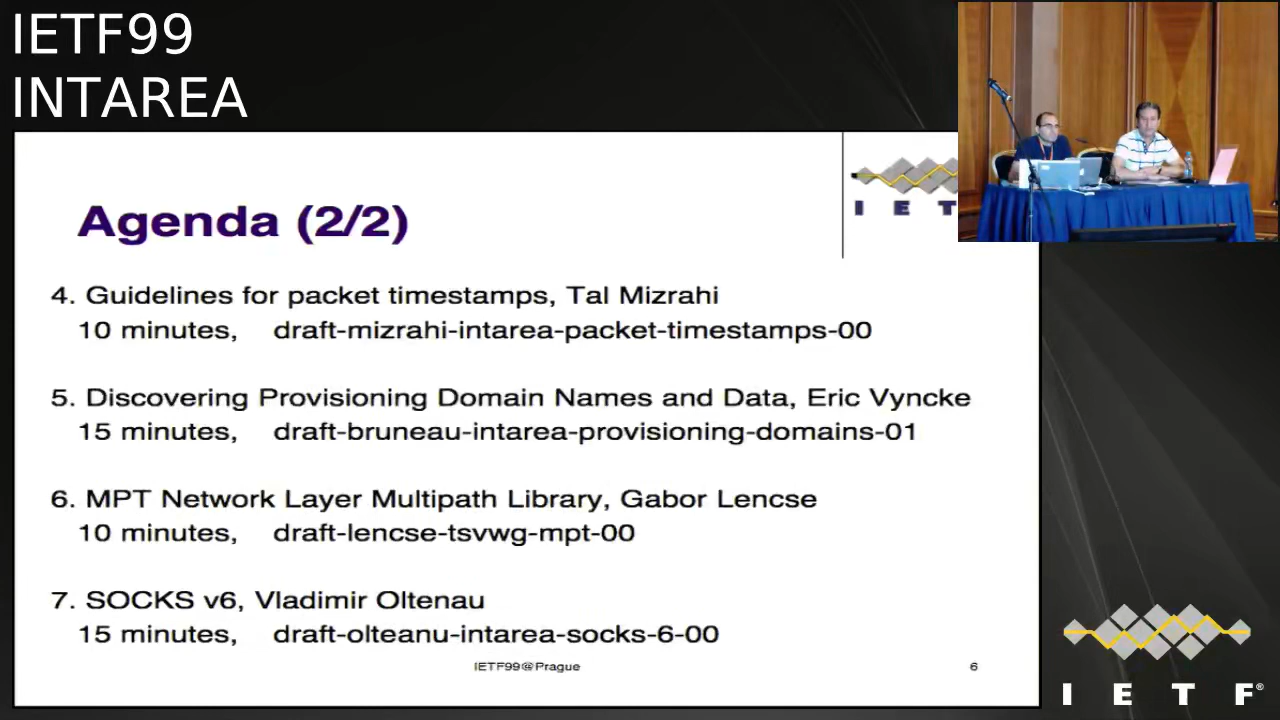 IETF99
INTAREA
I E T
Agenda (2/2)
4. Guidelines for packet timestamps, Tal Mizrahi
10 minutes, draft-mizrahi-intarea-packet-timestamps-00
5. Discovering Provisioning Domain Names and Data, Eric Vyncke
15 minutes, draft-bruneau-intarea-provisioning-domains-01
6. MPT Network Layer Multipath Library, Gabor Lencse
10 minutes, draft-lencse-tsvwg-mpt-00
7. SOCKS v6, Vladimir Oltenau
15 minutes, draft-olteanu-intarea-socks-6-00
IETF99@Prague 6
I E T F®